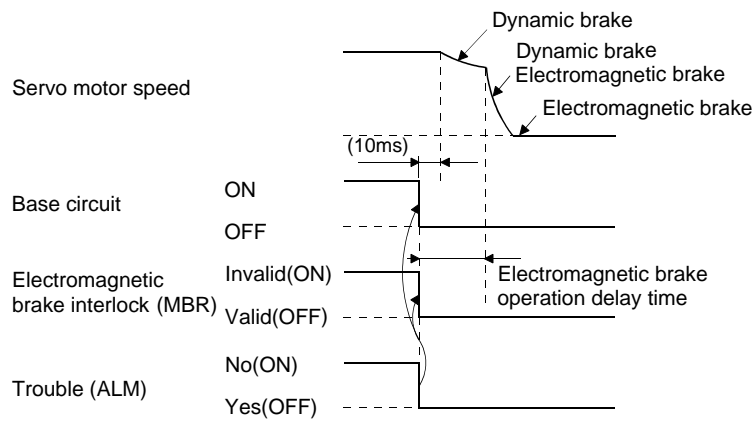 Dynamic brake
Dynamic brake
Electromagnetic brake
Servo motor speed
Electromagnetic brake
(10ms)
ON
Base circuit
OFF
Invalid(ON)
Electromagnetic
brake interlock (MBR)
Electromagnetic brake
operation delay time
Valid(OFF)
No(ON)
Trouble (ALM)
Yes(OFF)